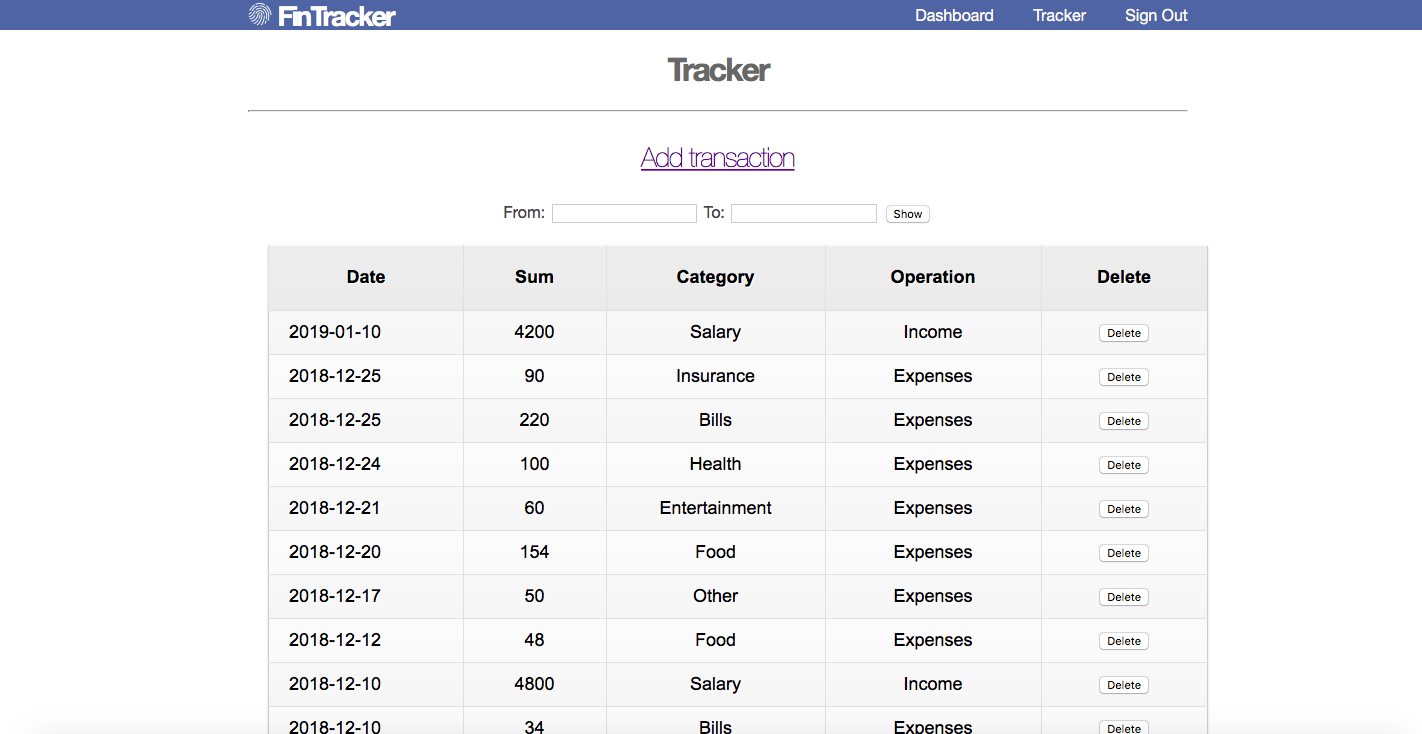 FinTracker Dashboard Tracker Sign Out
Tracker
Add transaction
From: To: Show
Date Sum Category Operation Delete
2019-01-10 4200 Salary Income Delete
2018-12-25 90 Insurance Expenses Delete
2018-12-25 220 Bills Expenses Delete
2018-12-24 100 Health Expenses Delete
2018-12-21 60 Entertainment Expenses Delete
2018-12-20 154 Food Expenses Delete
2018-12-17 50 Other Expenses Delete
2018-12-12 48 Food Expenses Delete
2018-12-10 4800 Salary Income Delete
2018-12-10 34 Bills Expenses Delete